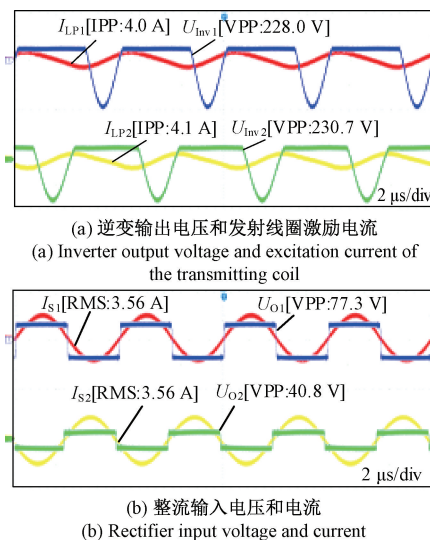 I_LP1[IPP:4.0 A] U_Inv1[VPP:228.0 V]
I_LP2[IPP:4.1 A] U_Inv2[VPP:230.7 V]
2 μs/div
(a) 逆变输出电压和发射线圈激励电流
(a) Inverter output voltage and excitation current of
the transmitting coil
I_S1[RMS:3.56 A] U_O1[VPP:77.3 V]
I_S2[RMS:3.56 A] U_O2[VPP:40.8 V]
2 μs/div
(b) 整流输入电压和电流
(b) Rectifier input voltage and current